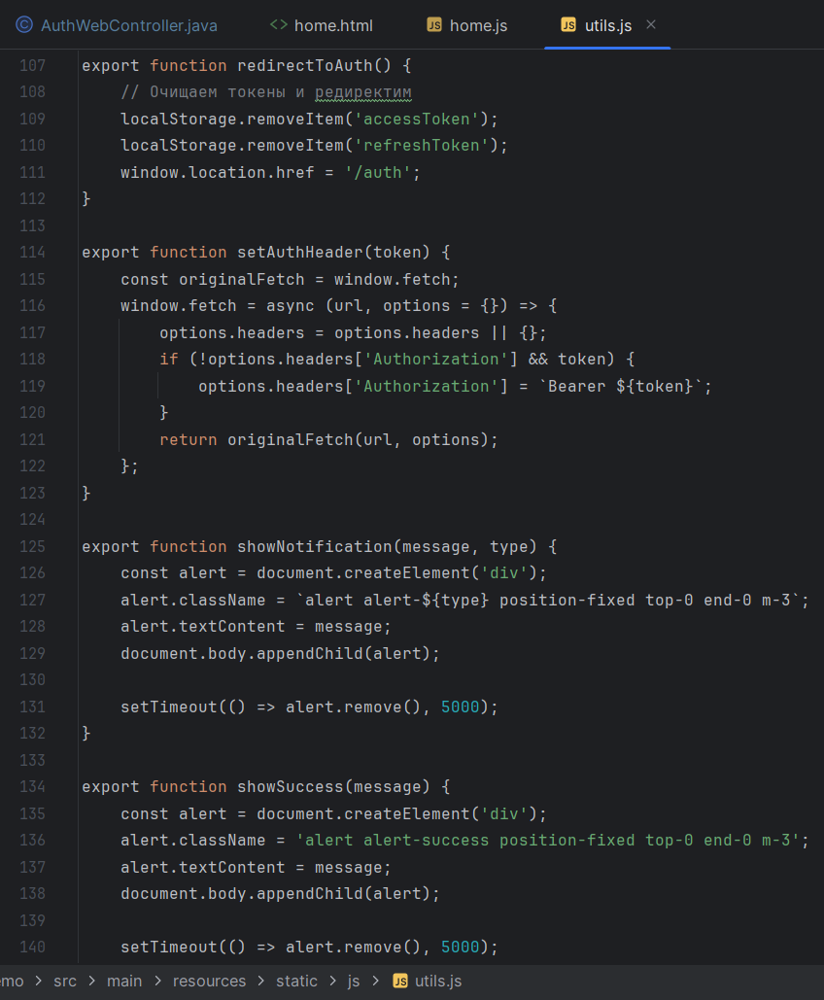 AuthWebController.java home.html home.js utils.js
107 export function redirectToAuth() {
108 // Очищаем токены и редиректим
109 localStorage.removeItem('accessToken');
110 localStorage.removeItem('refreshToken');
111 window.location.href = '/auth';
112 }
113
114 export function setAuthHeader(token) {
115 const originalFetch = window.fetch;
116 window.fetch = async (url, options = {}) => {
117 options.headers = options.headers || {};
118 if (!options.headers['Authorization'] && token) {
119 options.headers['Authorization'] = `Bearer ${token}`;
120 }
121 return originalFetch(url, options);
122 };
123 }
124
125 export function showNotification(message, type) {
126 const alert = document.createElement('div');
127 alert.className = `alert alert-${type} position-fixed top-0 end-0 m-3`;
128 alert.textContent = message;
129 document.body.appendChild(alert);
130
131 setTimeout(() => alert.remove(), 5000);
132 }
133
134 export function showSuccess(message) {
135 const alert = document.createElement('div');
136 alert.className = 'alert alert-success position-fixed top-0 end-0 m-3';
137 alert.textContent = message;
138 document.body.appendChild(alert);
139
140 setTimeout(() => alert.remove(), 5000);
emo > src > main > resources > static > js > utils.js